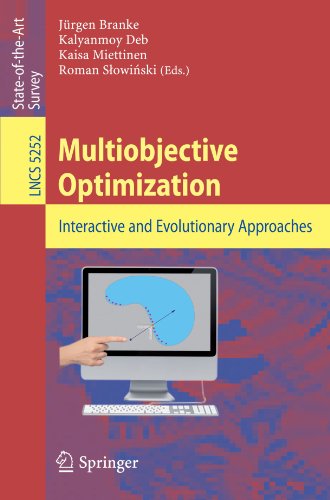 State-of-the-Art
Survey
LNCS 5252
Jürgen Branke
Kalyanmoy Deb
Kaisa Miettinen
Roman Słowiński (Eds.)
Multiobjective
Optimization
Interactive and Evolutionary Approaches
Springer